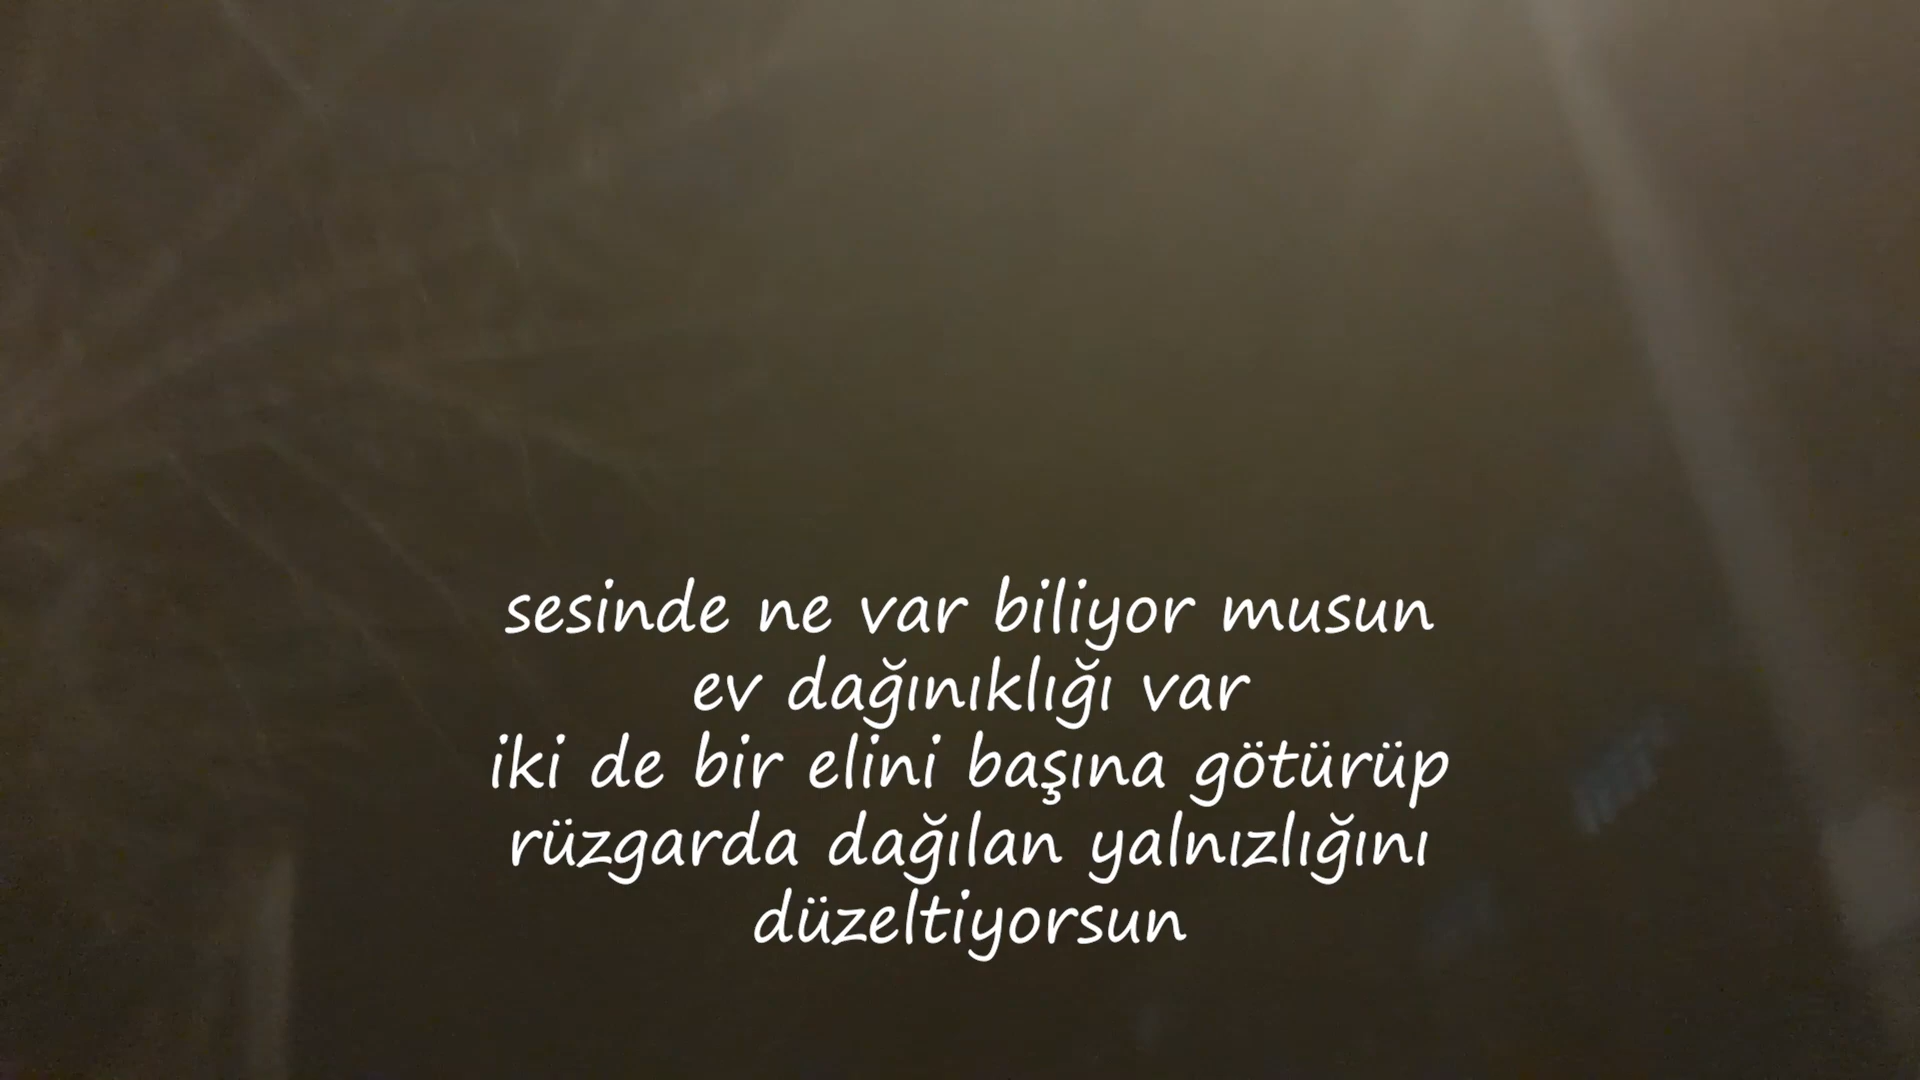 sesinde ne var biliyor musun
ev dağınıklığı var
iki de bir elini başına götürüp
rüzgarda dağılan yalnızlığını
düzeltiyorsun